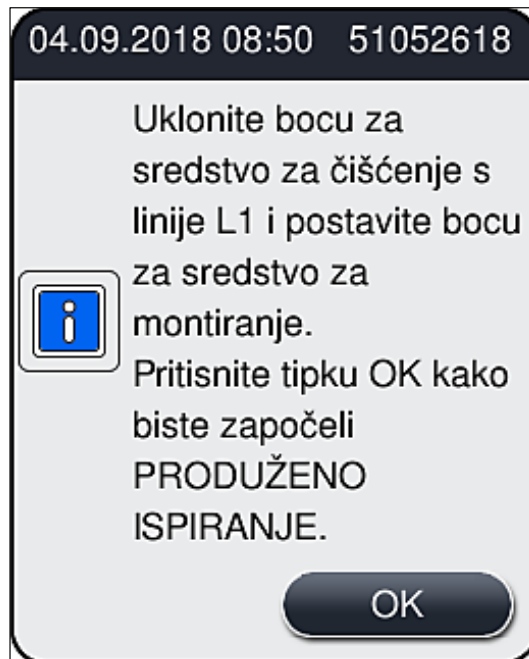 04.09.2018 08:50 51052618
Uklonite bocu za
sredstvo za čišćenje s
linije L1 i postavite bocu
za sredstvo za
montiranje.
Pritisnite tipku OK kako
biste započeli
PRODUŽENO
ISPIRANJE.
OK